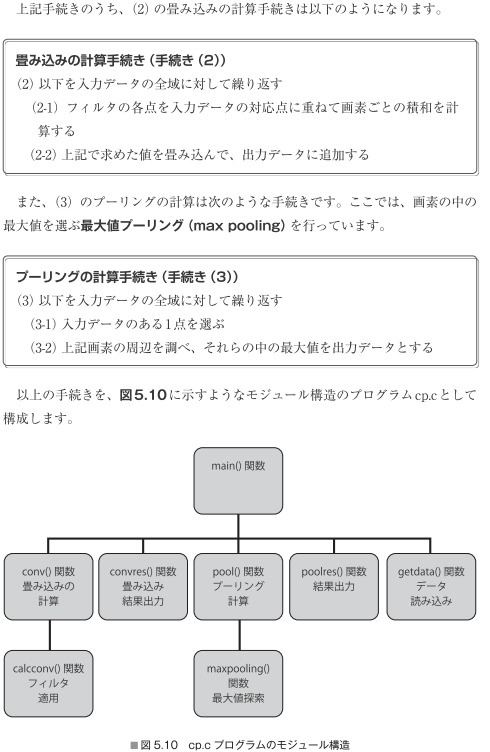 上記手続きのうち、(2) の畳み込みの計算手続きは以下のようになります。
畳み込みの計算手続き(手続き(2))
(2) 以下を入力データの全域に対して繰り返す
(2-1) フィルタの各点を入力データの対応点に重ねて画素ごとの積和を計
算する
(2-2) 上記で求めた値を畳み込んで、出力データに追加する
また、(3) のプーリングの計算は次のような手続きです。ここでは、画素の中の
最大値を選ぶ最大値プーリング (max pooling) を行っています。
プーリングの計算手続き(手続き(3))
(3) 以下を入力データの全域に対して繰り返す
(3-1) 入力データのある1点を選ぶ
(3-2) 上記画素の周辺を調べ、それらの中の最大値を出力データとする
以上の手続きを、図5.10に示すようなモジュール構造のプログラムcp.cとして
構成します。
main() 関数
conv() 関数
畳み込みの
計算
convres() 関数
畳み込み
結果出力
pool() 関数
プーリング
計算
poolres() 関数
結果出力
getdata() 関数
データ
読み込み
calcconv() 関数
フィルタ
適用
maxpooling()
関数
最大値探索
■ 図 5.10 cp.c プログラムのモジュール構造